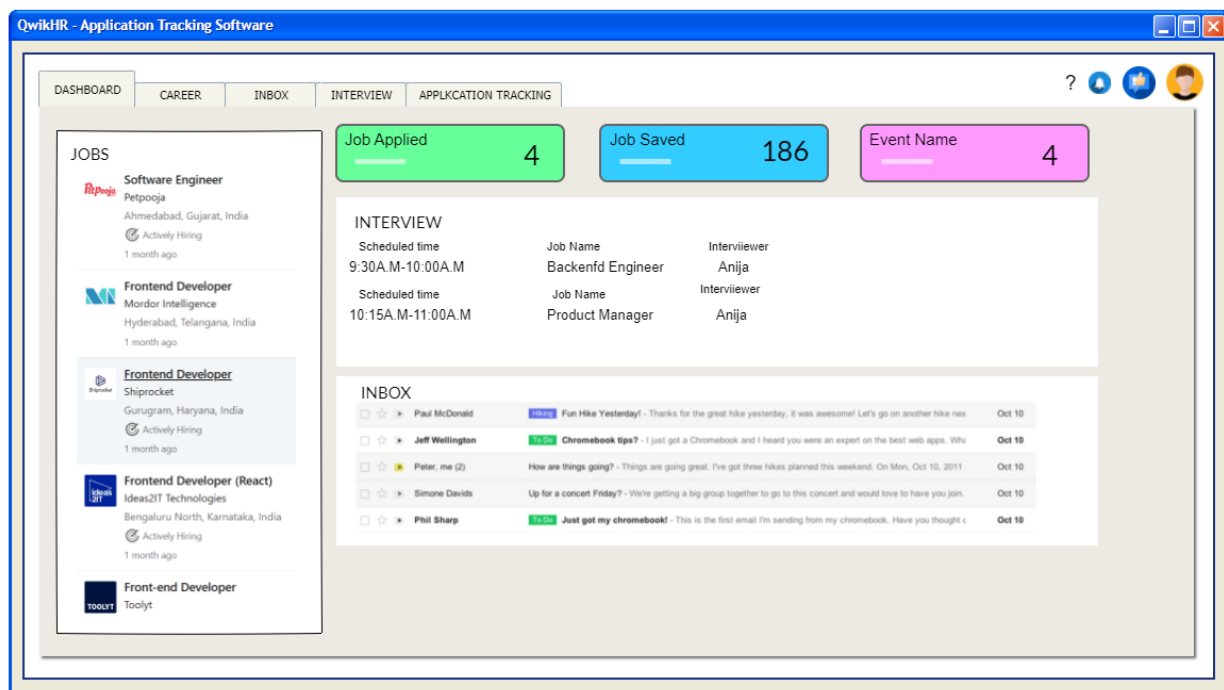 QwikHR - Application Tracking Software
DASHBOARD
CAREER
INBOX
INTERVIEW
APPLKCATION TRACKING
?
JOBS
Petpooja
Software Engineer
Petpooja
Ahmedabad, Gujarat, India
Actively Hiring
1 month ago
Frontend Developer
Mordor Intelligence
Hyderabad, Telangana, India
1 month ago
Shiprocket
Frontend Developer
Shiprocket
Gurugram, Haryana, India
Actively Hiring
1 month ago
ideas2IT
Frontend Developer (React)
Ideas2IT Technologies
Bengaluru North, Karnataka, India
Actively Hiring
1 month ago
TOOLYT
Front-end Developer
Toolyt
Job Applied 4
Job Saved 186
Event Name 4
INTERVIEW
Scheduled time Job Name Interviiewer
9:30A.M-10:00A.M Backenfd Engineer Anija
Scheduled time Job Name Interviiewer
10:15A.M-11:00A.M Product Manager Anija
INBOX
Paul McDonald Hiking Fun Hike Yesterday! - Thanks for the great hike yesterday, it was awesome! Let's go on another hike nex Oct 10
Jeff Wellington To Do Chromebook tips? - I just got a Chromebook and I heard you were an expert on the best web apps. Whu Oct 10
Peter, me (2) How are things going? - Things are going great. I've got three hikes planned this weekend. On Mon, Oct 10, 2011 Oct 10
Simone Davids Up for a concert Friday? - We're getting a big group together to go to this concert and would love to have you join. Oct 10
Phil Sharp To Do Just got my chromebook! - This is the first email I'm sending from my chromebook. Have you thought c Oct 10